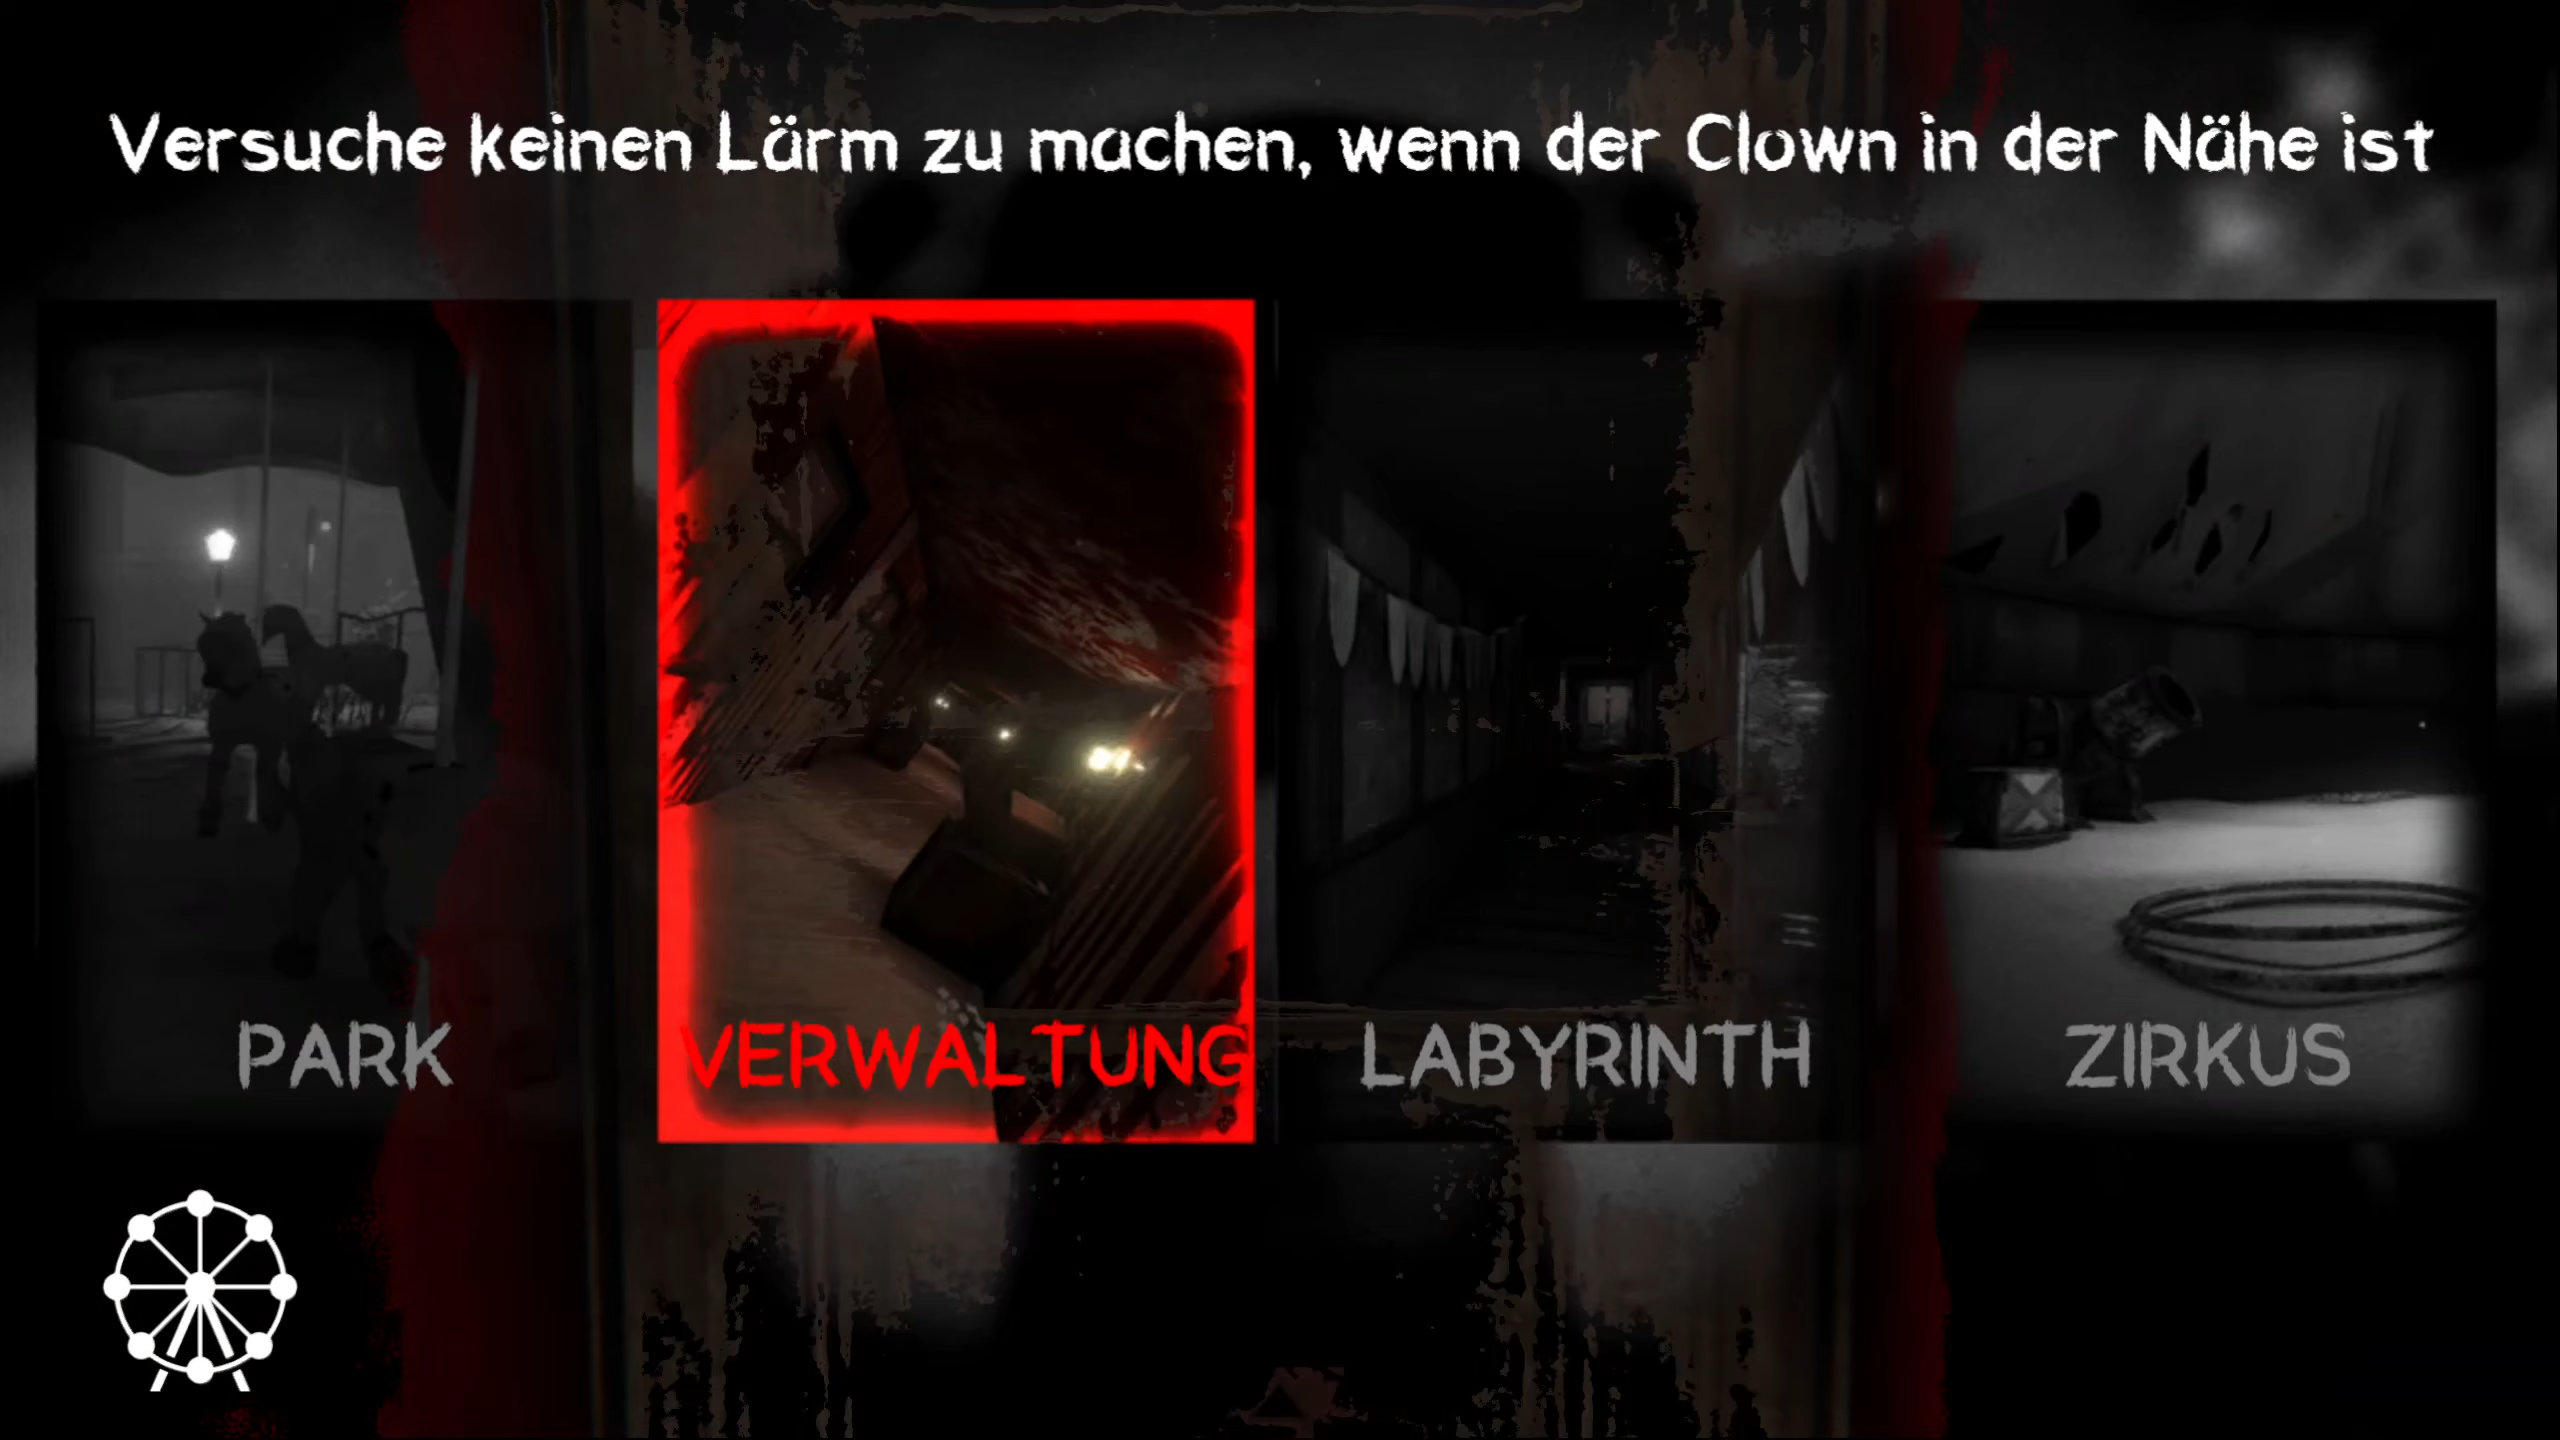 Versuche keinen Lärm zu machen, wenn der Clown in der Nähe ist
PARK
VERWALTUNG
LABYRINTH
ZIRKUS